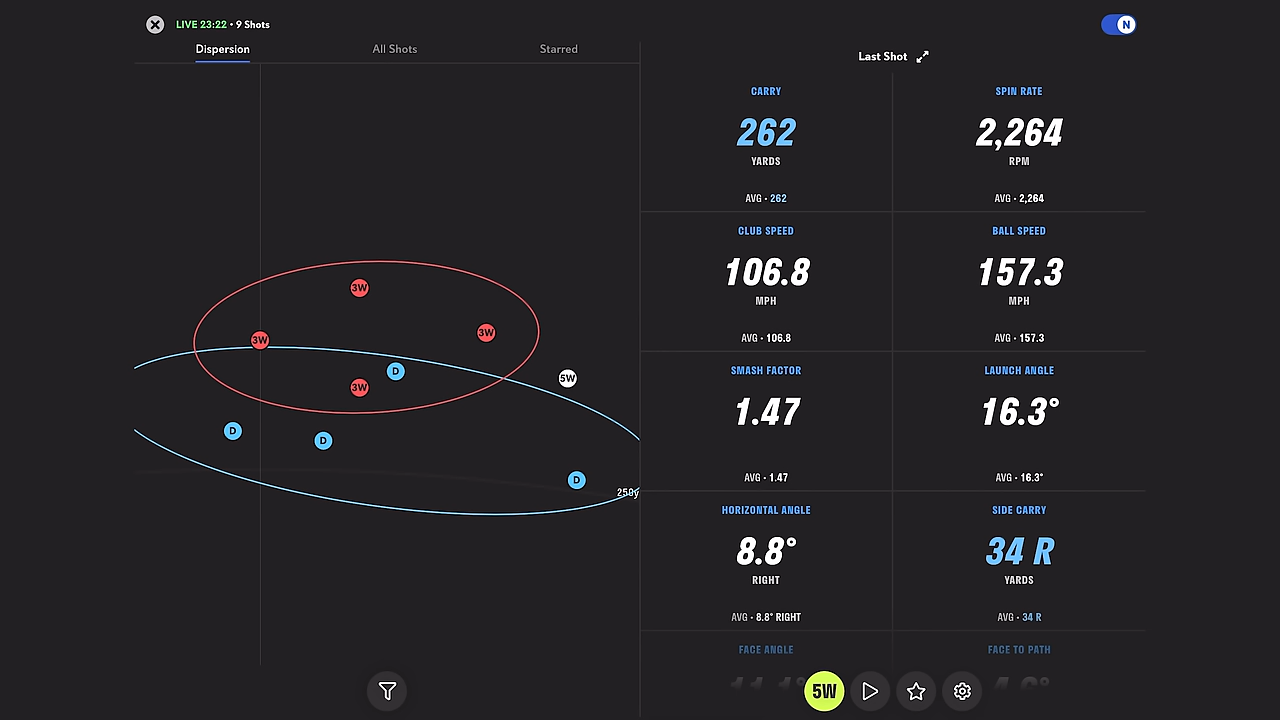 LIVE 23:22 • 9 Shots
N
Dispersion
All Shots
Starred
3W
3W
3W
D
5W
3W
D
D
D
250y
Last Shot
CARRY
262
YARDS
AVG • 262
SPIN RATE
2,264
RPM
AVG • 2,264
CLUB SPEED
106.8
MPH
AVG • 106.8
BALL SPEED
157.3
MPH
AVG • 157.3
SMASH FACTOR
1.47
AVG • 1.47
LAUNCH ANGLE
16.3°
AVG • 16.3°
HORIZONTAL ANGLE
8.8°
RIGHT
AVG • 8.8° RIGHT
SIDE CARRY
34 R
YARDS
AVG • 34 R
FACE ANGLE
FACE TO PATH
5W